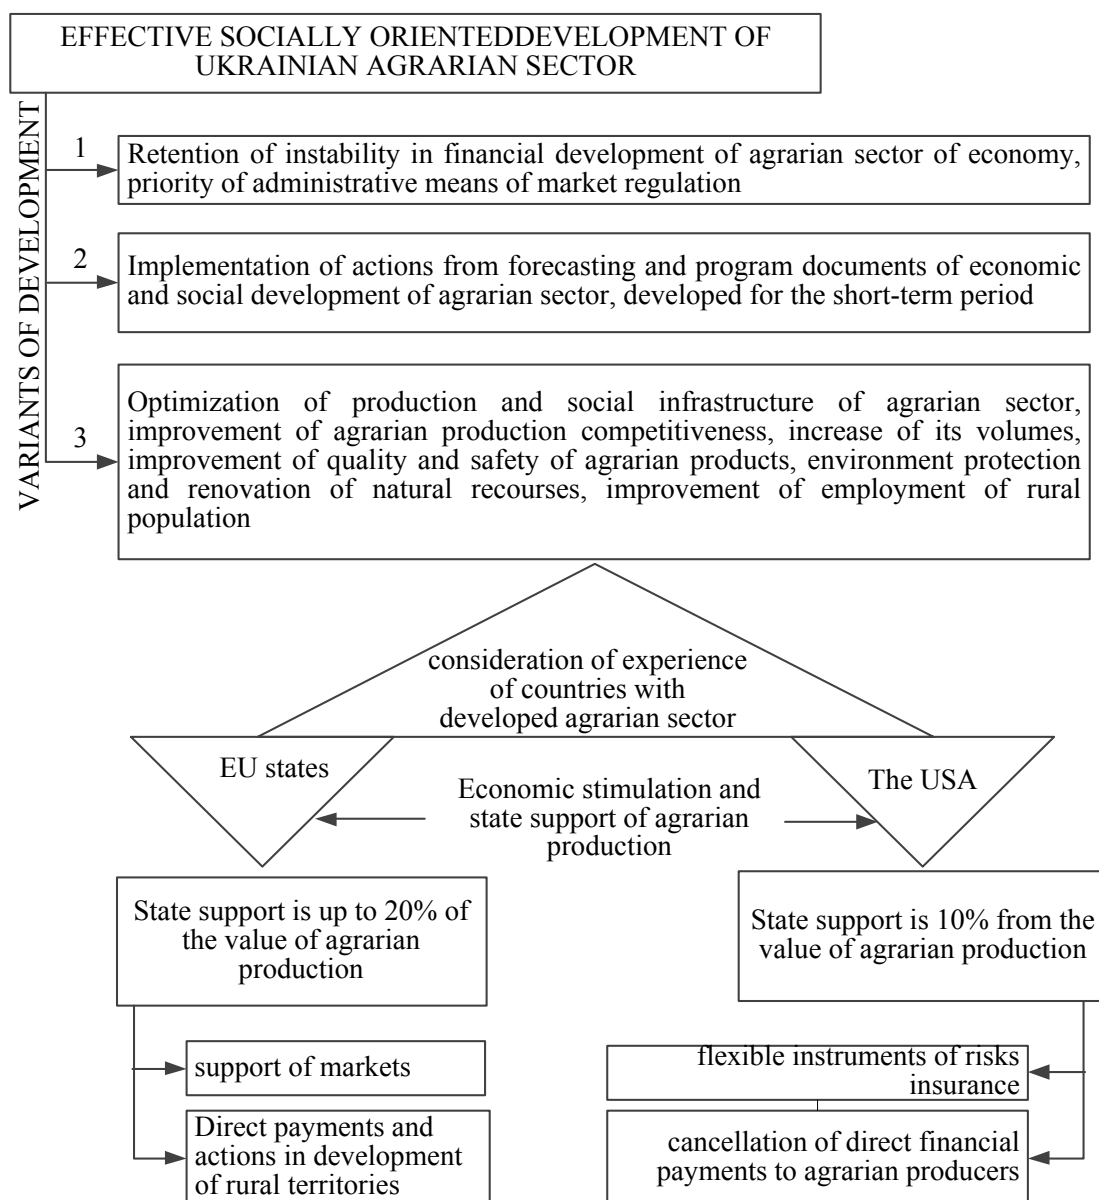 EFFECTIVE SOCIALLY ORIENTEDDEVELOPMENT OF
UKRAINIAN AGRARIAN SECTOR
VARIANTS OF DEVELOPMENT
1
Retention of instability in financial development of agrarian sector of economy,
priority of administrative means of market regulation
2
Implementation of actions from forecasting and program documents of economic
and social development of agrarian sector, developed for the short-term period
3
Optimization of production and social infrastructure of agrarian sector,
improvement of agrarian production competitiveness, increase of its volumes,
improvement of quality and safety of agrarian products, environment protection
and renovation of natural recourses, improvement of employment of rural
population
consideration of experience
of countries with
developed agrarian sector
EU states
The USA
Economic stimulation and
state support of agrarian
production
State support is up to 20% of
the value of agrarian
production
State support is 10% from the
value of agrarian production
support of markets
Direct payments and
actions in development
of rural territories
flexible instruments of risks
insurance
cancellation of direct financial
payments to agrarian producers